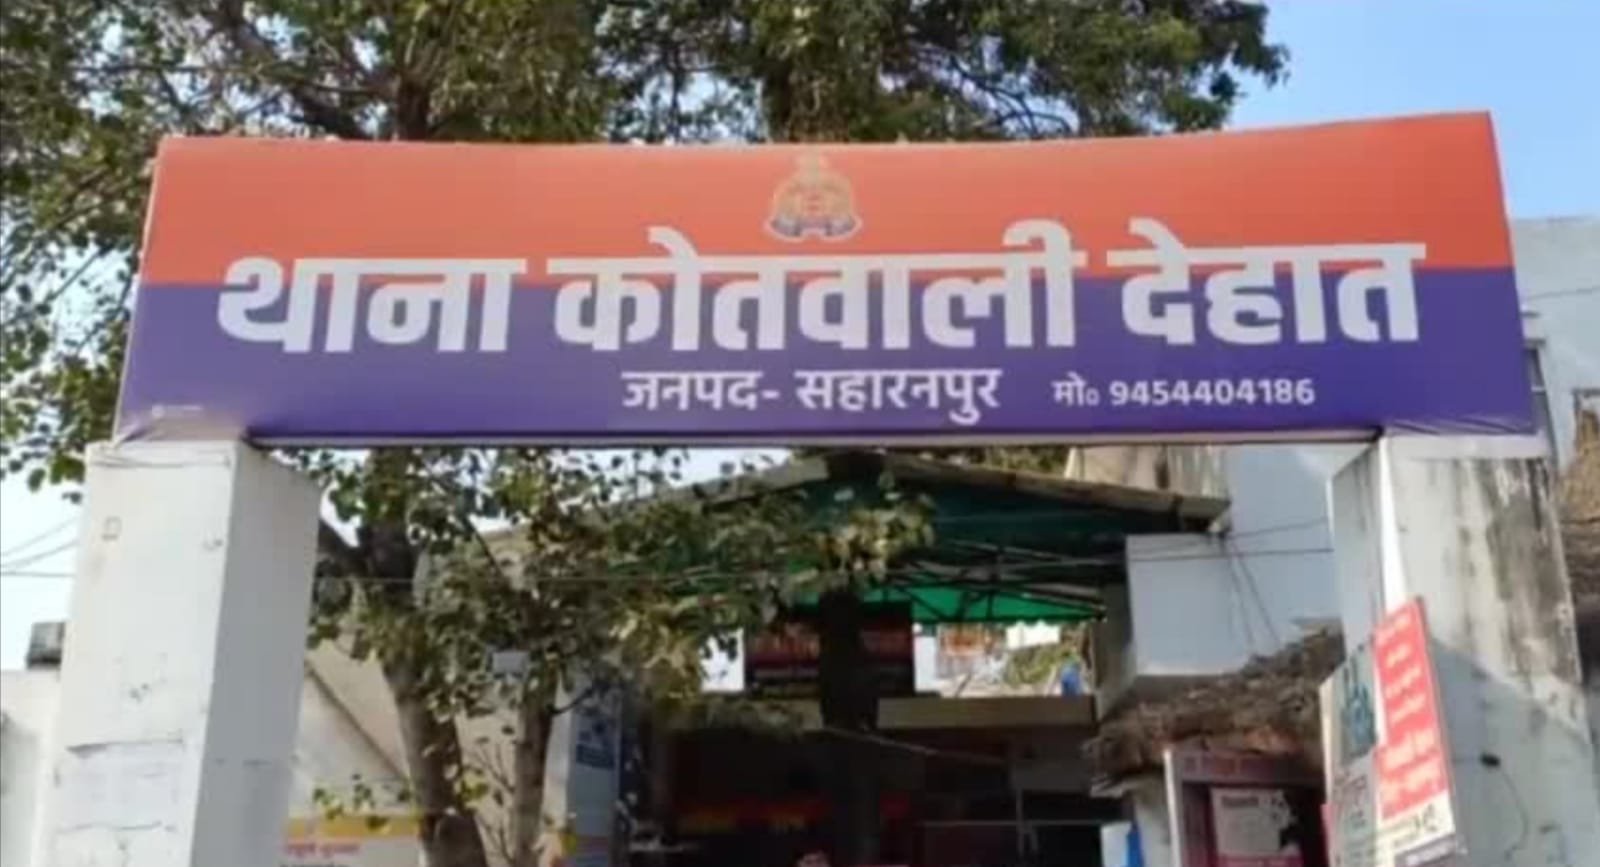 थाना कोतवाली देहात
जनपद- सहारनपुर मो० 9454404186